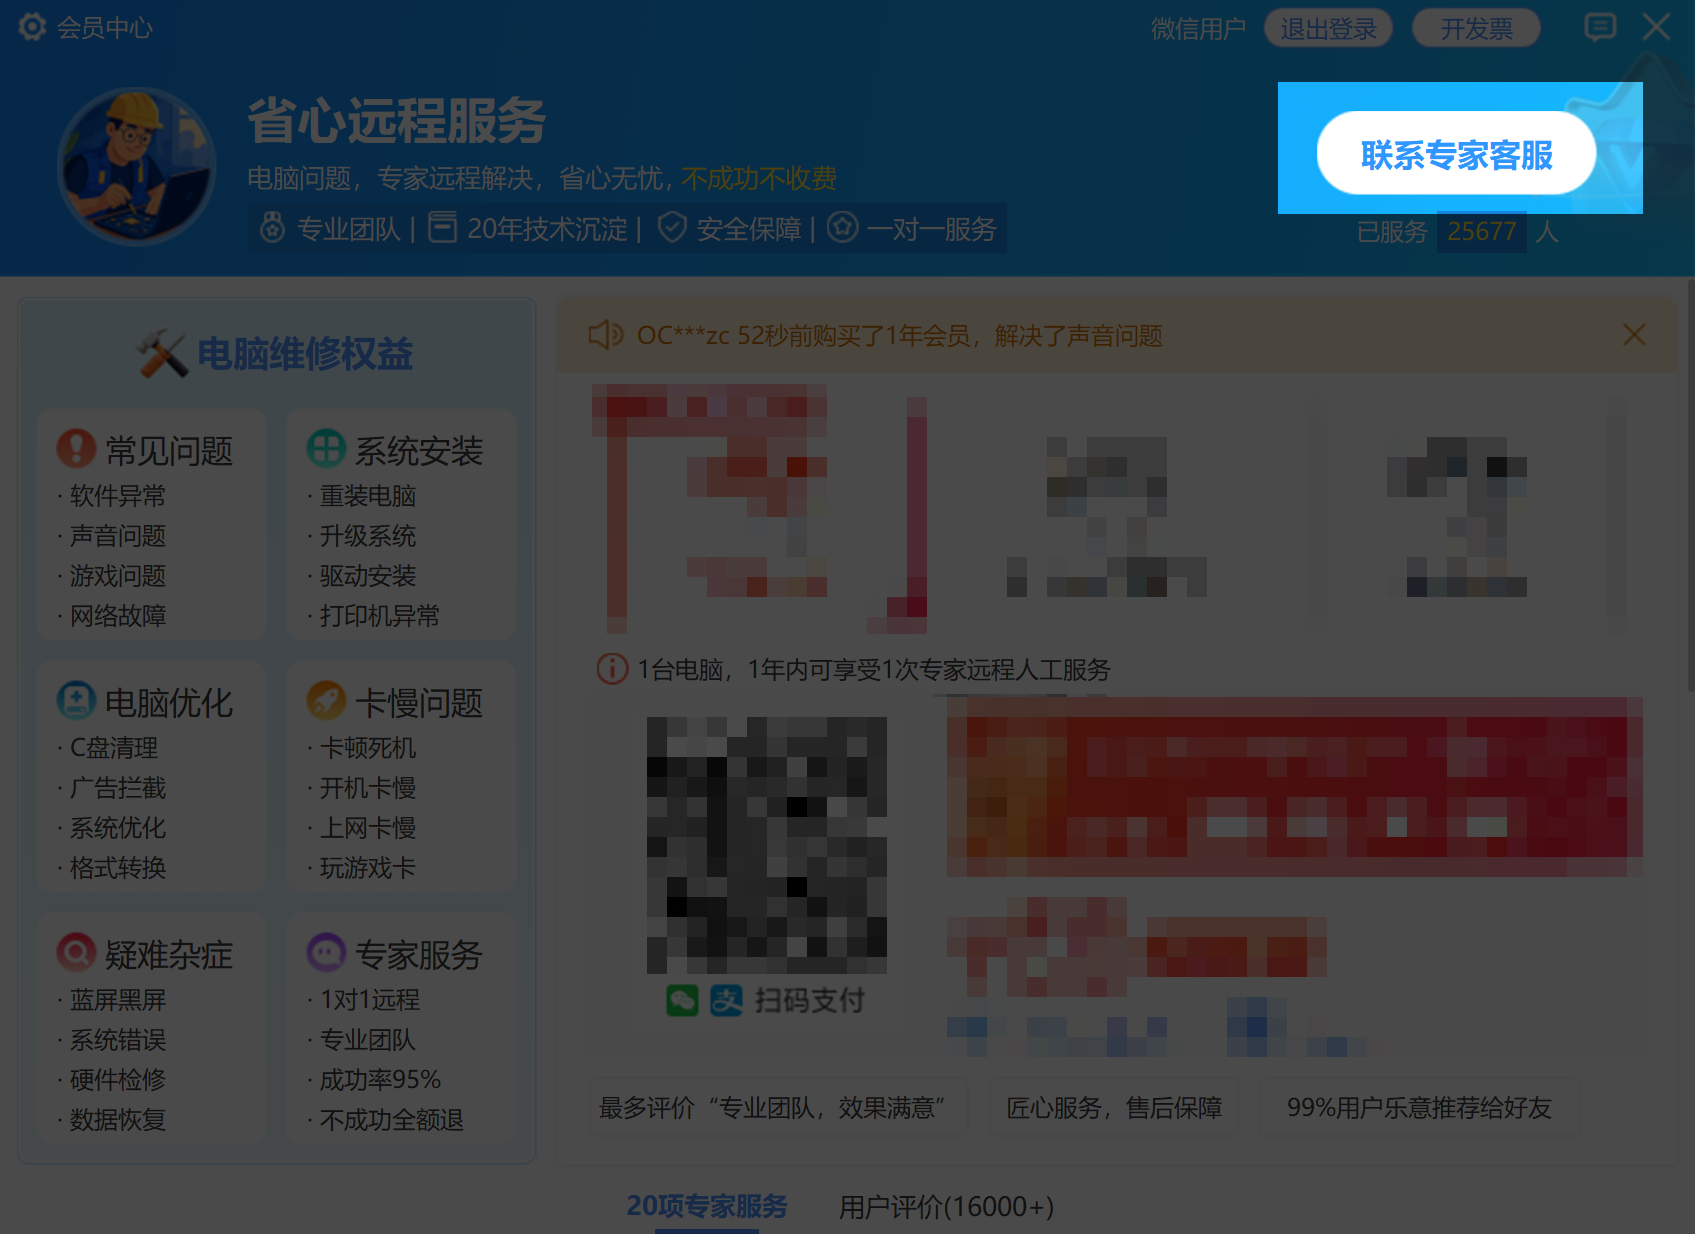 会员中心
微信用户 退出登录 开发票
省心远程服务
电脑问题，专家远程解决，省心无忧，不成功不收费
专业团队 | 20年技术沉淀 | 安全保障 | 一对一服务
联系专家客服
已服务 25677 人
电脑维修权益
常见问题
· 软件异常
· 声音问题
· 游戏问题
· 网络故障
系统安装
· 重装电脑
· 升级系统
· 驱动安装
· 打印机异常
电脑优化
· C盘清理
· 广告拦截
· 系统优化
· 格式转换
卡慢问题
· 卡顿死机
· 开机卡慢
· 上网卡慢
· 玩游戏卡
疑难杂症
· 蓝屏黑屏
· 系统错误
· 硬件检修
· 数据恢复
专家服务
· 1对1远程
· 专业团队
· 成功率95%
· 不成功全额退
OC***zc 52秒前购买了1年会员，解决了声音问题
1台电脑，1年内可享受1次专家远程人工服务
支 扫码支付
最多评价“专业团队，效果满意” 匠心服务，售后保障 99%用户乐意推荐给好友
20项专家服务 用户评价(16000+)